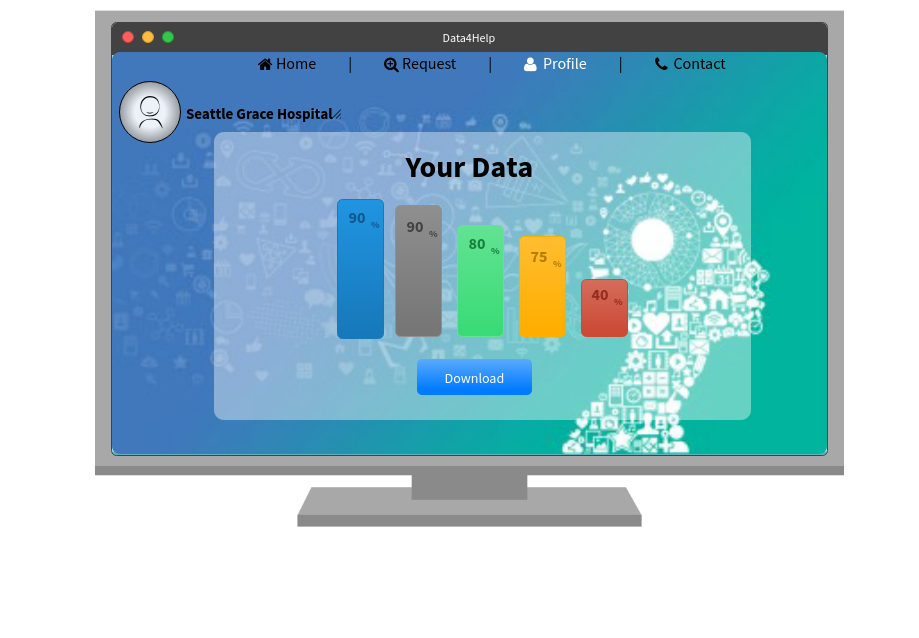 Data4Help
Home | Request | Profile | Contact
Seattle Grace Hospital
Your Data
90 % 90 % 80 % 75 % 40 %
Download